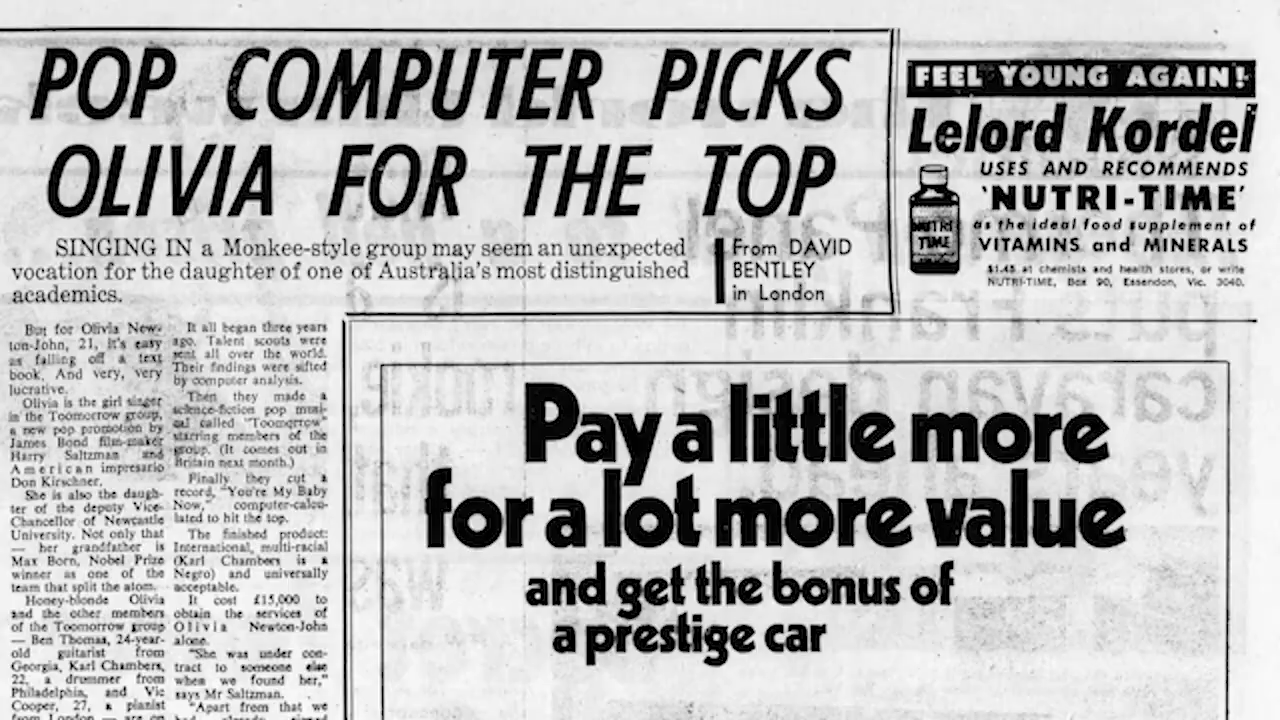 POP COMPUTER PICKS
OLIVIA FOR THE TOP
SINGING IN a Monkee-style group may seem an unexpected
vocation for the daughter of one of Australia's most distinguished
academics.
From DAVID
BENTLEY
in London
But for Olivia New-
ton-John, 21, it's easy
as falling off a text
book. And very, very
lucrative.
Olivia is the girl singer
in the Toomorrow group,
a new pop promotion by
James Bond film-maker
Harry Saltzman and
American impresario
Don Kirschner.
She is also the daugh-
ter of the deputy Vice-
Chancellor of Newcastle
University. Not only that
— her grandfather is
Max Born, Nobel Prize
winner as one of the
team that split the atom.
Honey-blonde Olivia
and the other members
of the Toomorrow group
— Ben Thomas, 24-year-
old guitarist from
Georgia, Karl Chambers,
22, a drummer from
Philadelphia, and Vic
Cooper, 27, a pianist
from London — are on
It all began three years
ago. Talent scouts were
sent all over the world.
Their findings were sifted
by computer analysis.
Then they made a
science-fiction pop musi-
cal called "Toomorrow"
starring members of the
group. (It comes out in
Britain next month.)
Finally they cut a
record, "You're My Baby
Now," computer-calcu-
lated to hit the top.
The finished product:
International, multi-racial
(Karl Chambers is a
Negro) and universally
acceptable.
It cost £15,000 to
obtain the services of
Olivia Newton-John
alone.
"She was under con-
tract to someone else
when we found her,"
says Mr Saltzman.
"Apart from that we
had already signed
FEEL YOUNG AGAIN!
Lelord Kordel
USES AND RECOMMENDS
'NUTRI-TIME'
as the ideal food supplement of
VITAMINS and MINERALS
$1.45 at chemists and health stores, or write
NUTRI-TIME, Box 90, Essendon, Vic. 3040.
NUTRI
TIME
Pay a little more
for a lot more value
and get the bonus of
a prestige car